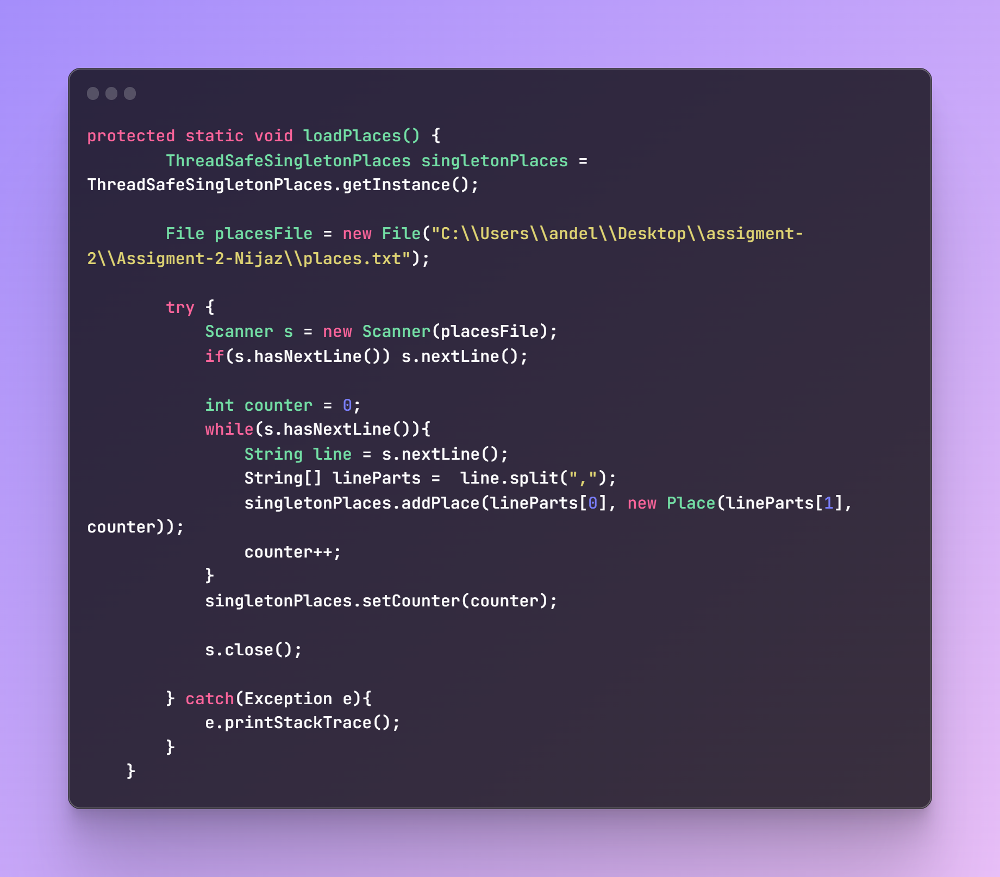 protected static void loadPlaces() {
        ThreadSafeSingletonPlaces singletonPlaces =
ThreadSafeSingletonPlaces.getInstance();

        File placesFile = new File("C:\\Users\\andel\\Desktop\\assigment-
2\\Assigment-2-Nijaz\\places.txt");

        try {
            Scanner s = new Scanner(placesFile);
            if(s.hasNextLine()) s.nextLine();

            int counter = 0;
            while(s.hasNextLine()){
                String line = s.nextLine();
                String[] lineParts =  line.split(",");
                singletonPlaces.addPlace(lineParts[0], new Place(lineParts[1],
counter));
                counter++;
            }
            singletonPlaces.setCounter(counter);

            s.close();

        } catch(Exception e){
            e.printStackTrace();
        }
    }